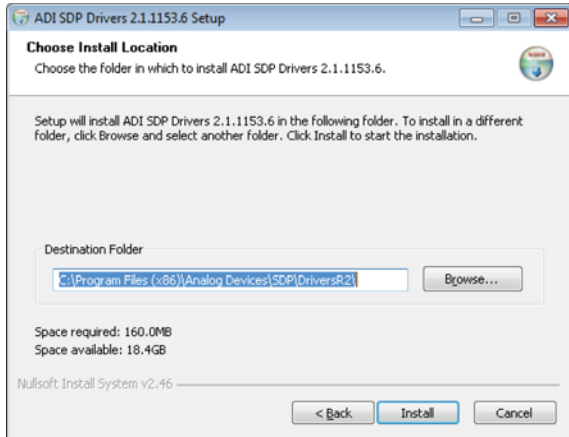 ADI SDP Drivers 2.1.1153.6 Setup
Choose Install Location
Choose the folder in which to install ADI SDP Drivers 2.1.1153.6.
Setup will install ADI SDP Drivers 2.1.1153.6 in the following folder. To install in a different
folder, click Browse and select another folder. Click Install to start the installation.
Destination Folder
C:\Program Files (x86)\Analog Devices\SDP\DriversR2\
Browse...
Space required: 160.0MB
Space available: 18.4GB
Nullsoft Install System v2.46
< Back
Install
Cancel